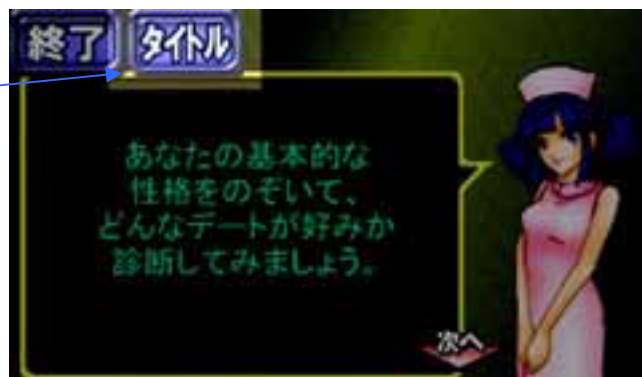 終了 タイトル
あなたの基本的な
性格をのぞいて、
どんなデートが好みか
診断してみましょう。
次へ